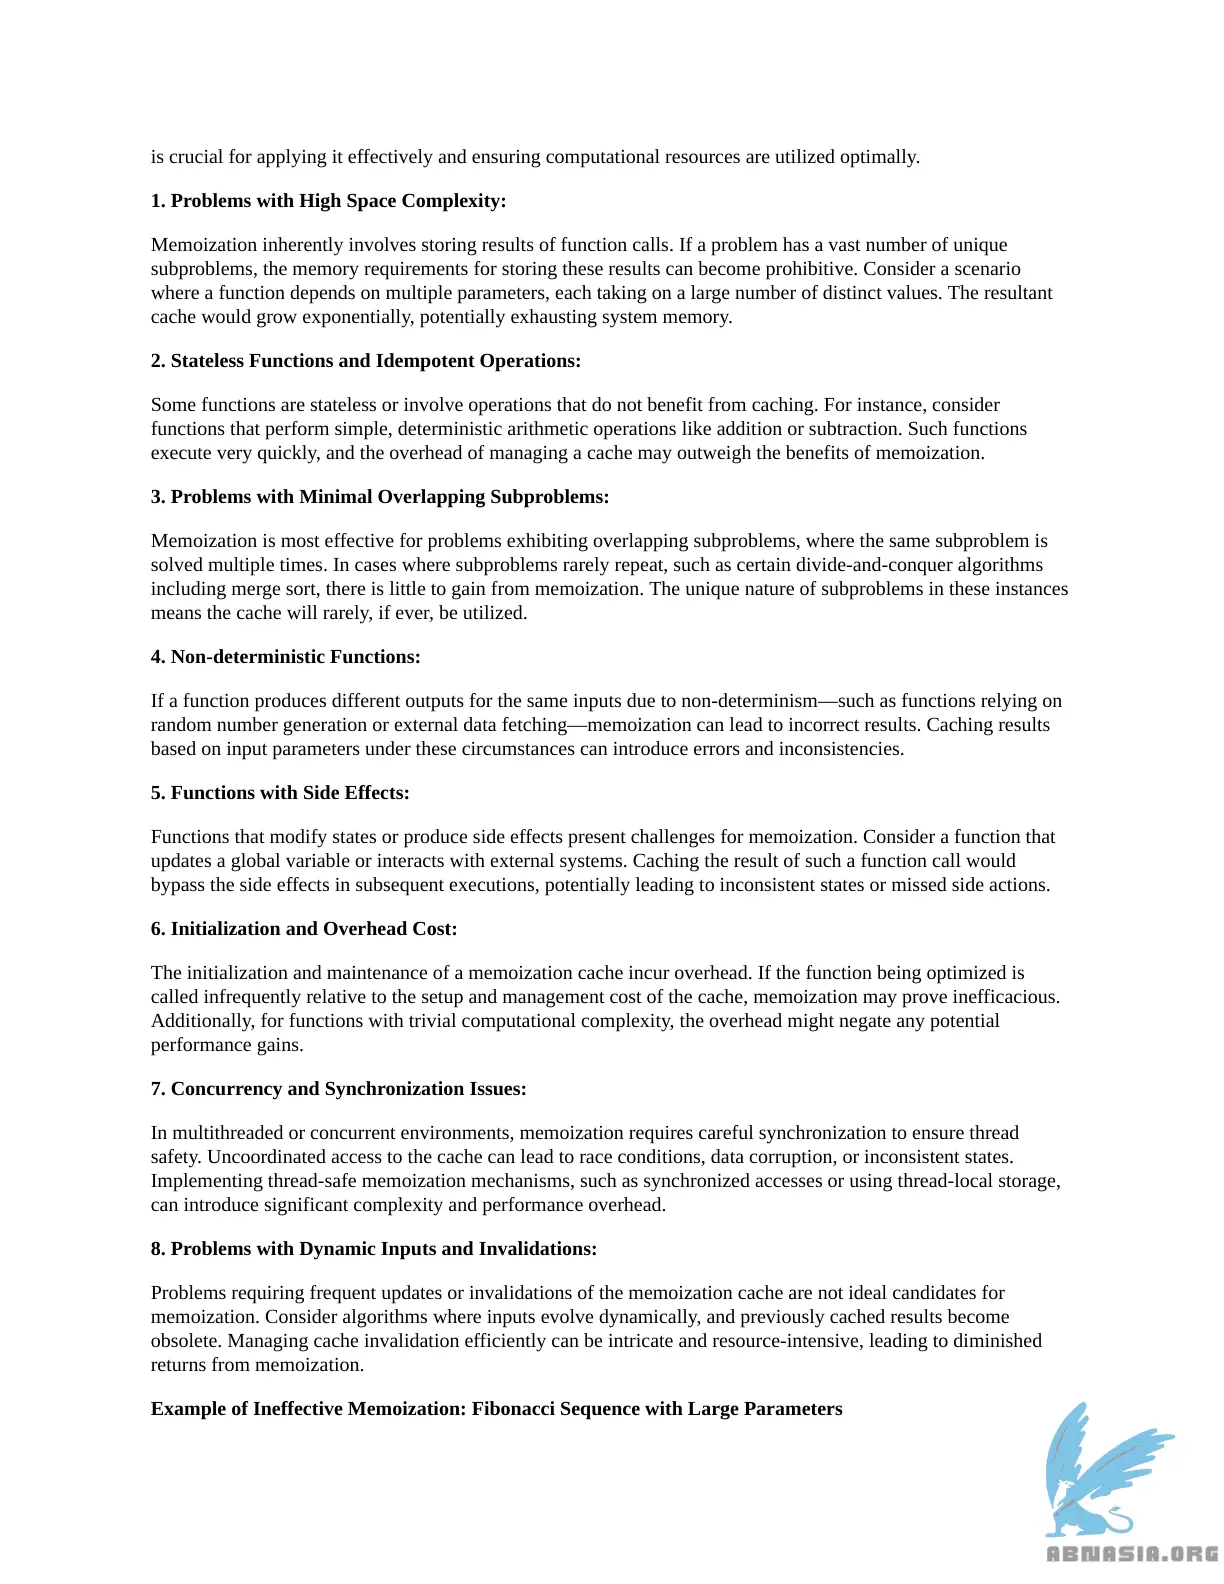 is crucial for applying it effectively and ensuring computational resources are utilized optimally.
1. Problems with High Space Complexity:
Memoization inherently involves storing results of function calls. If a problem has a vast number of unique
subproblems, the memory requirements for storing these results can become prohibitive. Consider a scenario
where a function depends on multiple parameters, each taking on a large number of distinct values. The resultant
cache would grow exponentially, potentially exhausting system memory.
2. Stateless Functions and Idempotent Operations:
Some functions are stateless or involve operations that do not benefit from caching. For instance, consider
functions that perform simple, deterministic arithmetic operations like addition or subtraction. Such functions
execute very quickly, and the overhead of managing a cache may outweigh the benefits of memoization.
3. Problems with Minimal Overlapping Subproblems:
Memoization is most effective for problems exhibiting overlapping subproblems, where the same subproblem is
solved multiple times. In cases where subproblems rarely repeat, such as certain divide-and-conquer algorithms
including merge sort, there is little to gain from memoization. The unique nature of subproblems in these instances
means the cache will rarely, if ever, be utilized.
4. Non-deterministic Functions:
If a function produces different outputs for the same inputs due to non-determinism—such as functions relying on
random number generation or external data fetching—memoization can lead to incorrect results. Caching results
based on input parameters under these circumstances can introduce errors and inconsistencies.
5. Functions with Side Effects:
Functions that modify states or produce side effects present challenges for memoization. Consider a function that
updates a global variable or interacts with external systems. Caching the result of such a function call would
bypass the side effects in subsequent executions, potentially leading to inconsistent states or missed side actions.
6. Initialization and Overhead Cost:
The initialization and maintenance of a memoization cache incur overhead. If the function being optimized is
called infrequently relative to the setup and management cost of the cache, memoization may prove inefficacious.
Additionally, for functions with trivial computational complexity, the overhead might negate any potential
performance gains.
7. Concurrency and Synchronization Issues:
In multithreaded or concurrent environments, memoization requires careful synchronization to ensure thread
safety. Uncoordinated access to the cache can lead to race conditions, data corruption, or inconsistent states.
Implementing thread-safe memoization mechanisms, such as synchronized accesses or using thread-local storage,
can introduce significant complexity and performance overhead.
8. Problems with Dynamic Inputs and Invalidations:
Problems requiring frequent updates or invalidations of the memoization cache are not ideal candidates for
memoization. Consider algorithms where inputs evolve dynamically, and previously cached results become
obsolete. Managing cache invalidation efficiently can be intricate and resource-intensive, leading to diminished
returns from memoization.
Example of Ineffective Memoization: Fibonacci Sequence with Large Parameters
ABNASIA.ORG